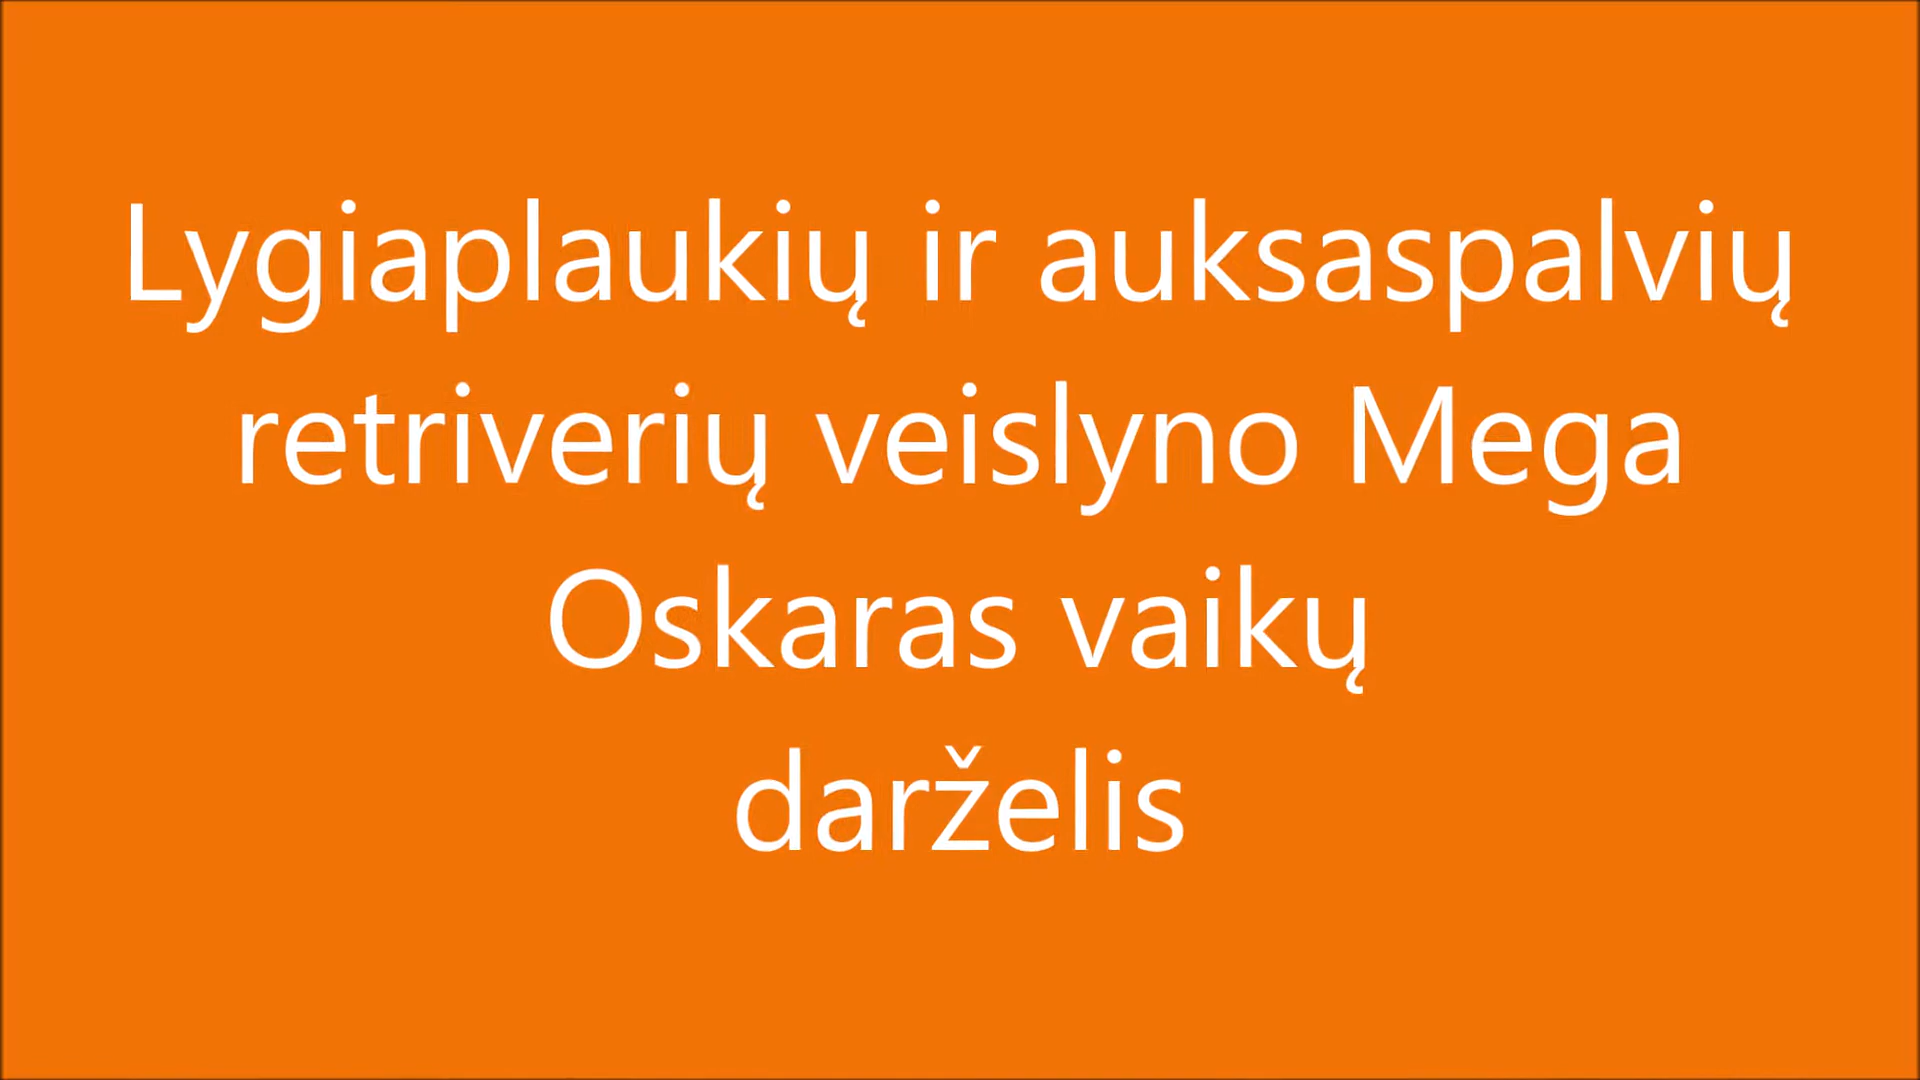 Lygiaplaukių ir auksaspalvių
retriverių veislyno Mega
Oskaras vaikų
darželis